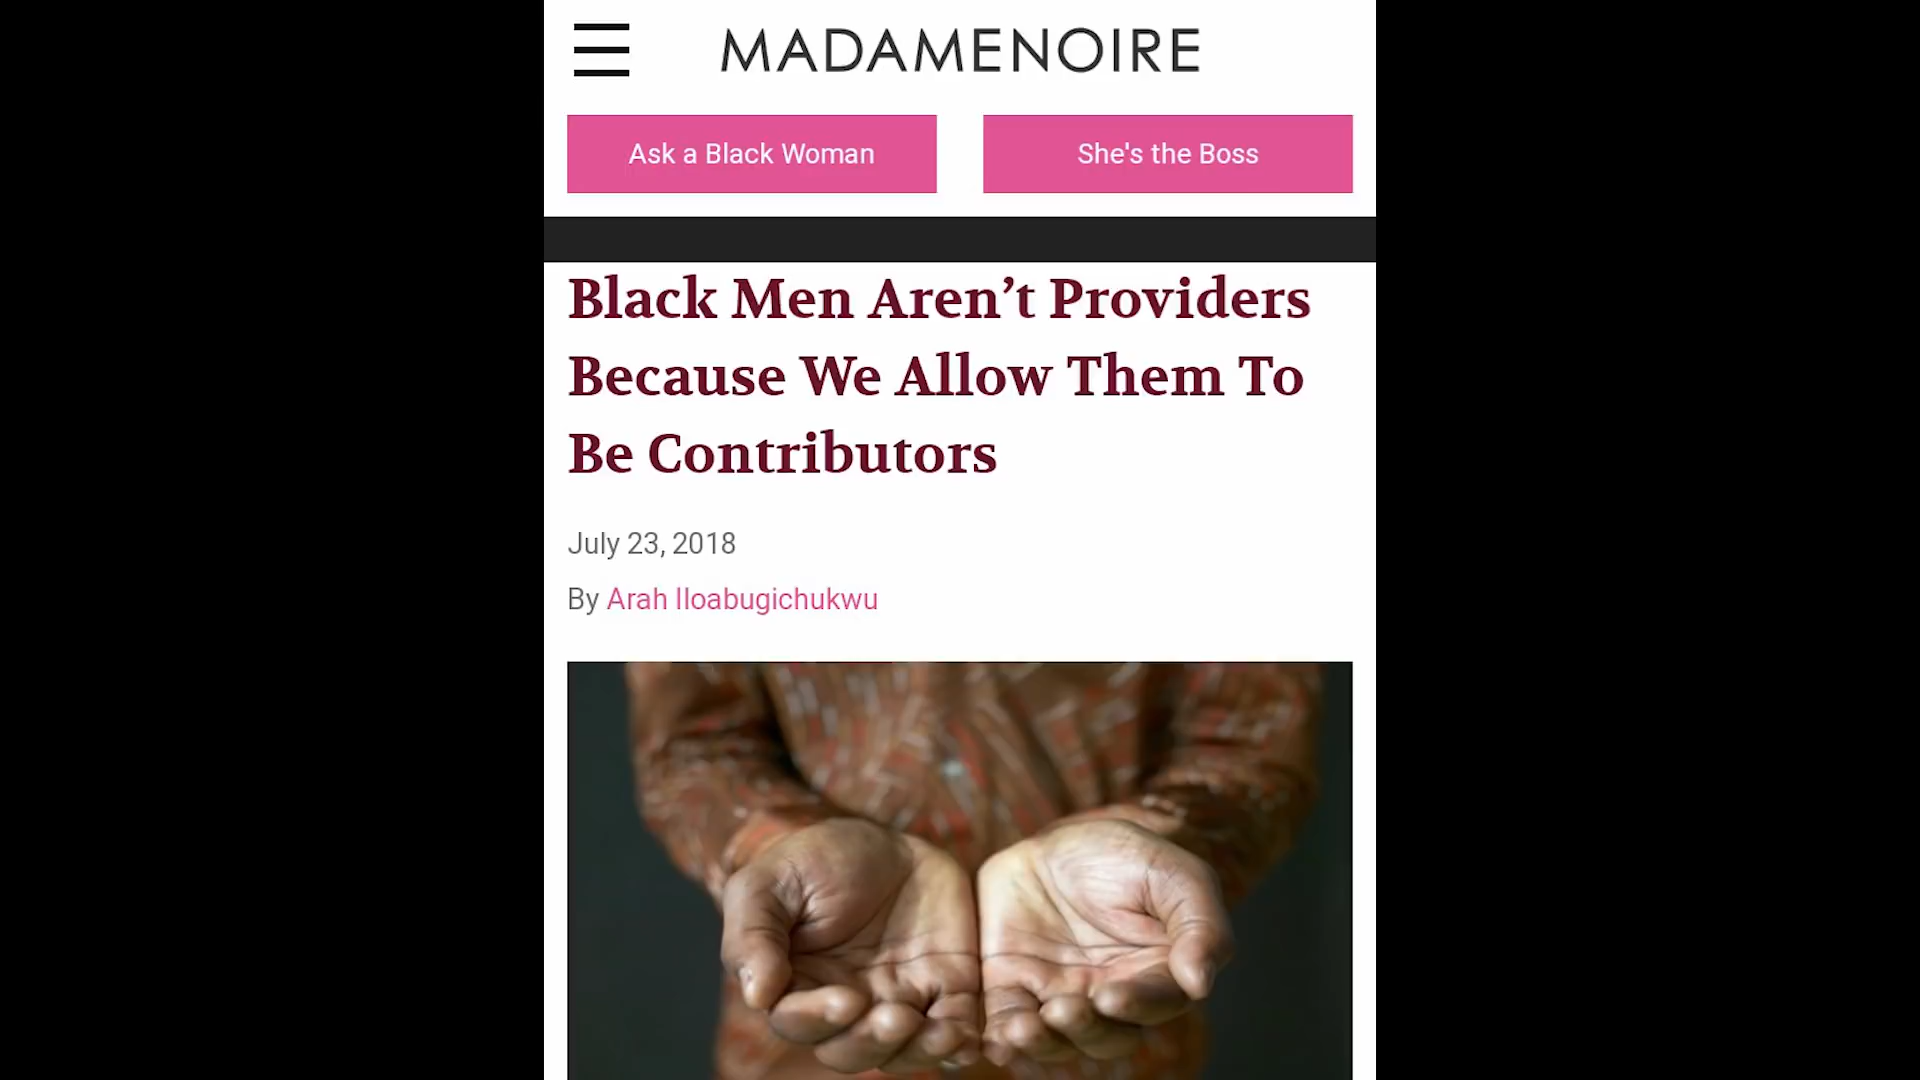 MADAMENOIRE
Ask a Black Woman
She's the Boss
Black Men Aren’t Providers
Because We Allow Them To
Be Contributors
July 23, 2018
By Arah Iloabugichukwu